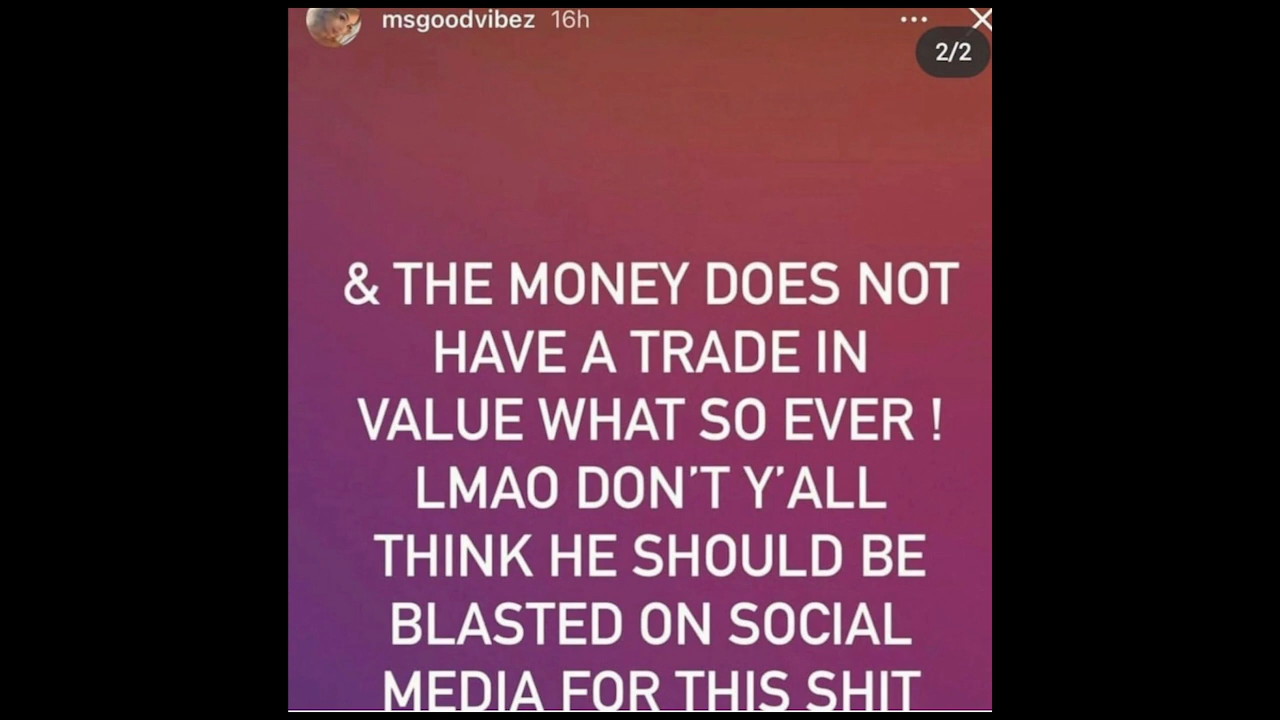 msgoodvibez 16h
2/2
& THE MONEY DOES NOT
HAVE A TRADE IN
VALUE WHAT SO EVER !
LMAO DON'T Y'ALL
THINK HE SHOULD BE
BLASTED ON SOCIAL
MEDIA FOR THIS SHIT